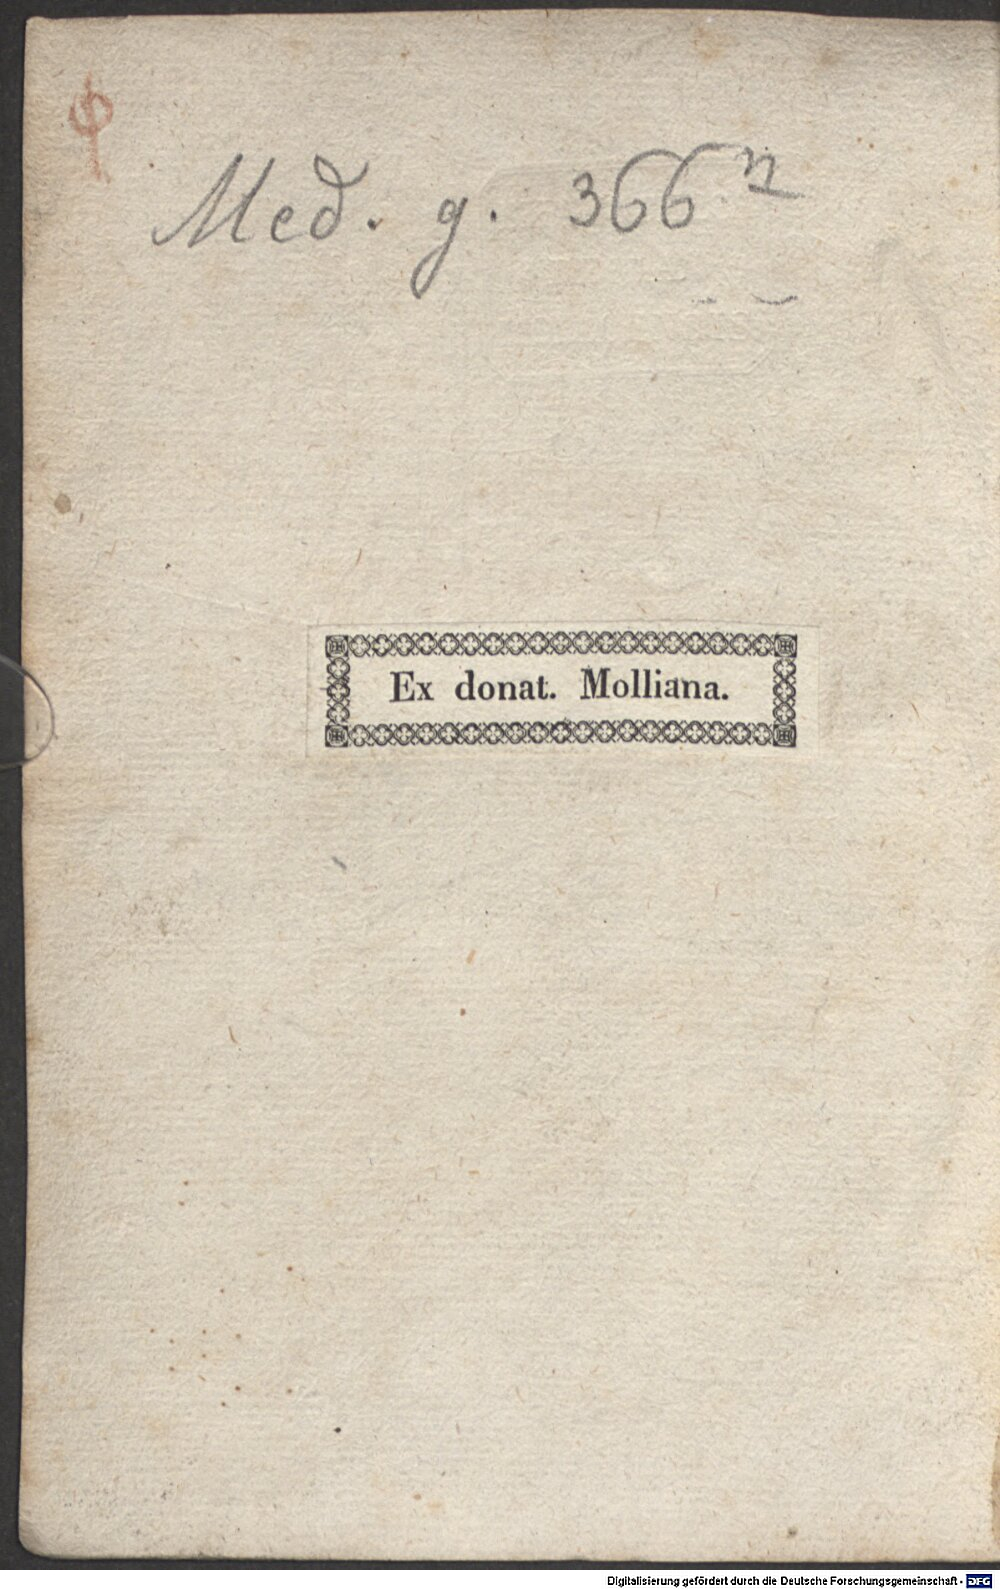 φ
Med. g. 366 n
Ex donat. Molliana.
Digitalisierung gefördert durch die Deutsche Forschungsgemeinschaft - DFG